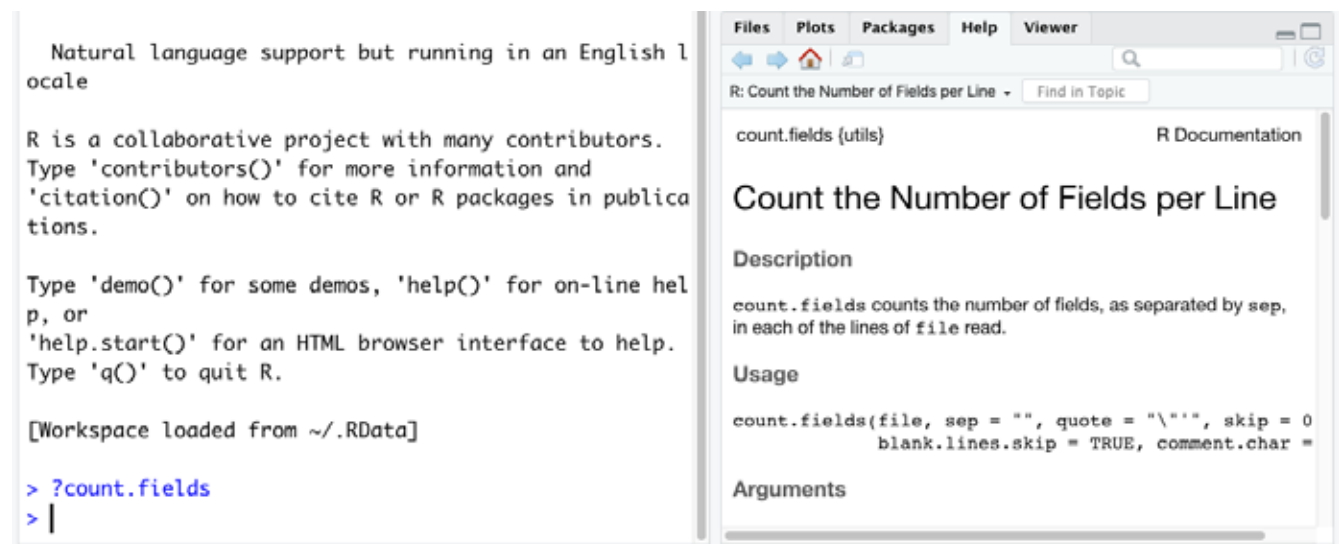 Natural language support but running in an English l
ocale
R is a collaborative project with many contributors.
Type 'contributors()' for more information and
'citation()' on how to cite R or R packages in publica
tions.
Type 'demo()' for some demos, 'help()' for on-line hel
p, or
'help.start()' for an HTML browser interface to help.
Type 'q()' to quit R.
[Workspace loaded from ~/.RData]
> ?count.fields
>
Files Plots Packages Help Viewer
R: Count the Number of Fields per Line Find in Topic
count.fields {utils} R Documentation
Count the Number of Fields per Line
Description
count.fields counts the number of fields, as separated by sep,
in each of the lines of file read.
Usage
count.fields(file, sep = "", quote = "\"'", skip = 0
blank.lines.skip = TRUE, comment.char =
Arguments